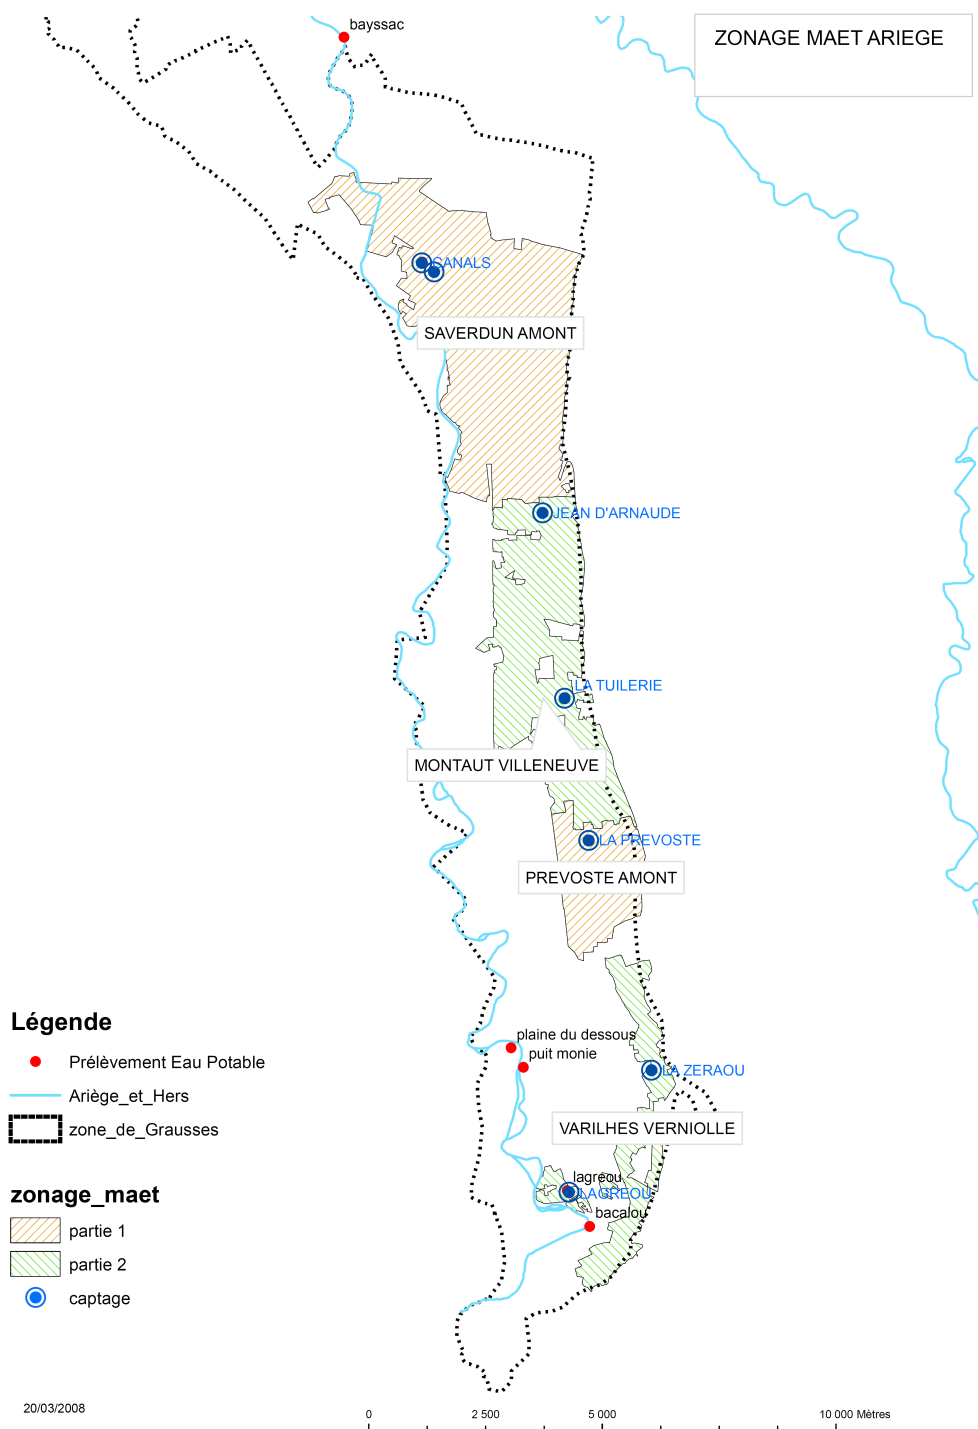 bayssac
ZONAGE MAET ARIEGE
CANALS
SAVERDUN AMONT
JEAN D'ARNAUDE
LA TUILERIE
MONTAUT VILLENEUVE
LA PREVOSTE
PREVOSTE AMONT
Légende
Prélèvement Eau Potable
Ariège_et_Hers
zone_de_Grausses
plaine du dessous
puit monie
LA ZERAOU
VARILHES VERNIOLLE
lagreou
LAGREOU
bacalou
zonage_maet
partie 1
partie 2
captage
20/03/2008
0 2 500 5 000 10 000 Mètres